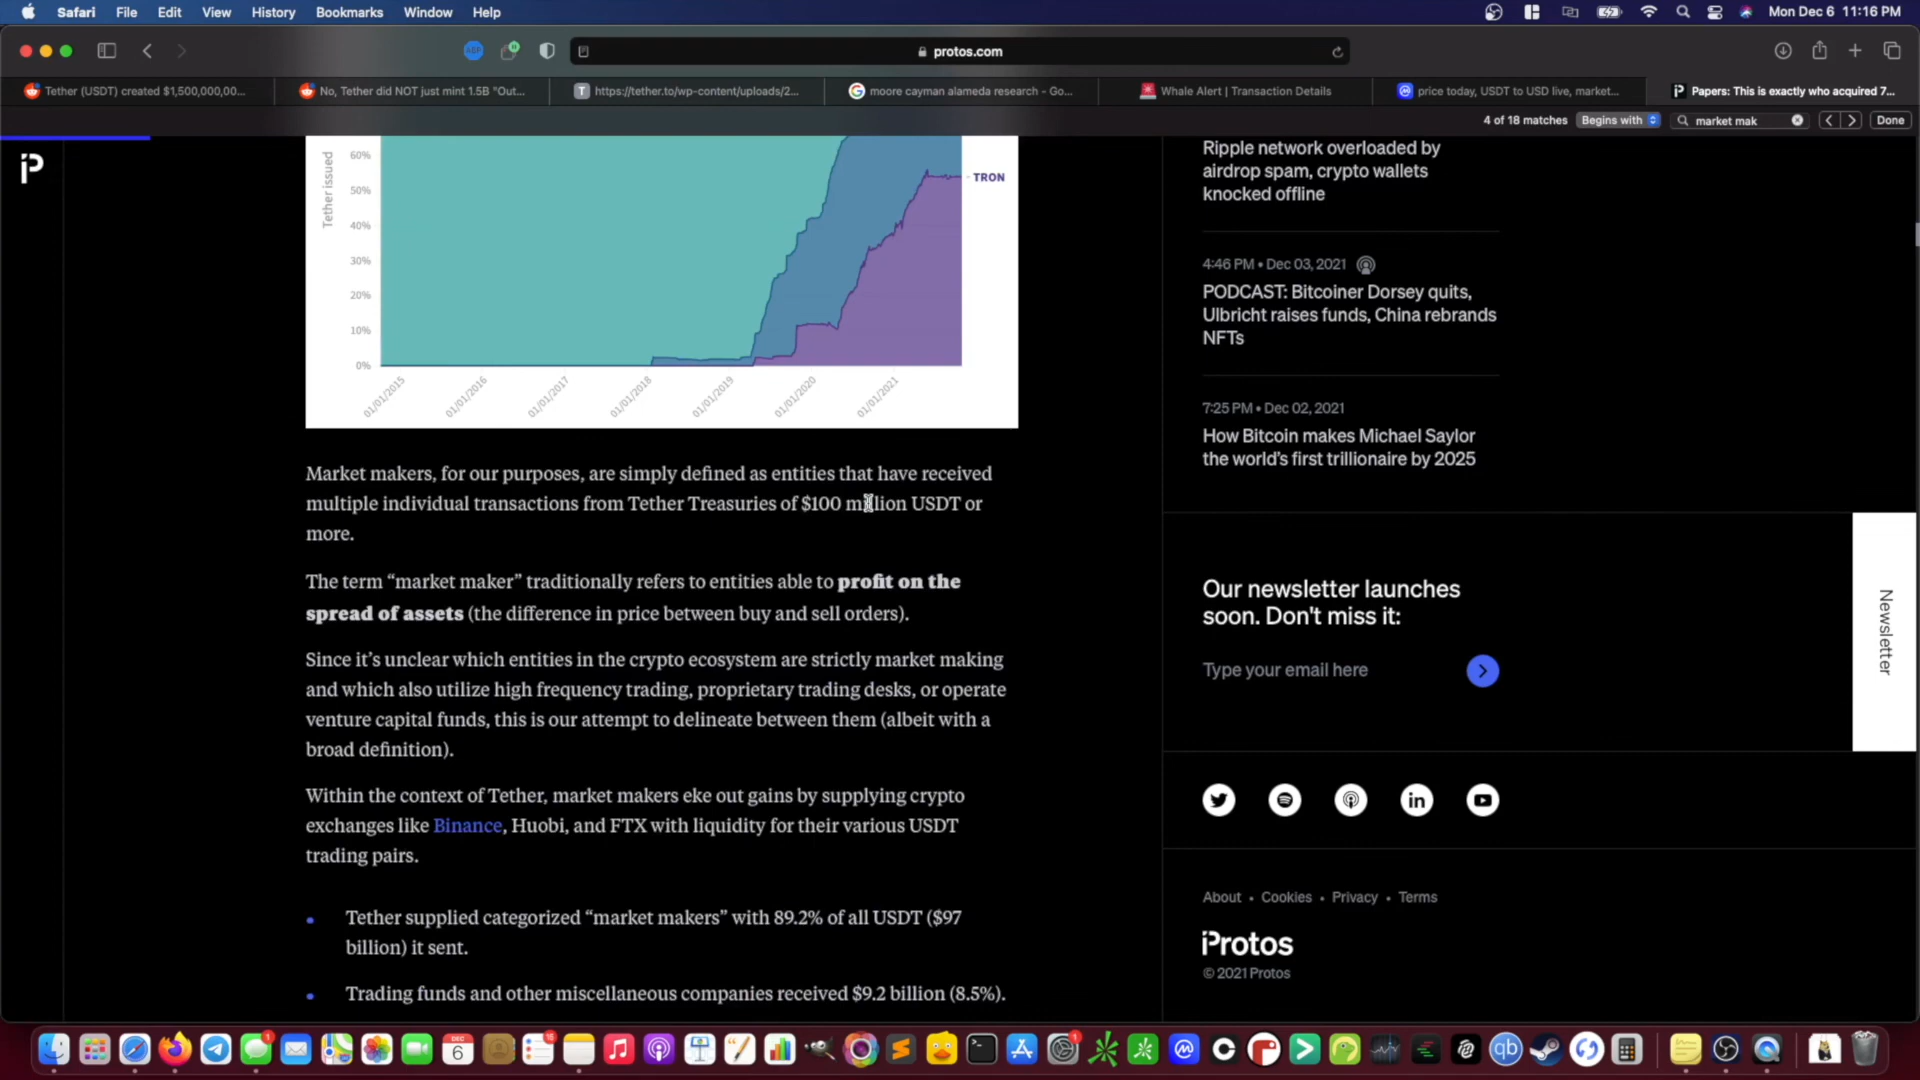 Safari File Edit View History Bookmarks Window Help
Mon Dec 6 11:16 PM
ABP
protos.com
Tether (USDT) created $1,500,000,00...
No, Tether did NOT just mint 1.5B "Out...
T https://tether.to/wp-content/uploads/2...
moore cayman alameda research - Go...
Whale Alert | Transaction Details
price today, USDT to USD live, market...
Papers: This is exactly who acquired 7...
4 of 18 matches Begins with market mak Done
60%
50%
40%
30%
20%
10%
0%
Tether issued
TRON
01/01/2015
01/01/2016
01/01/2017
01/01/2018
01/01/2019
01/01/2020
01/01/2021
Market makers, for our purposes, are simply defined as entities that have received
multiple individual transactions from Tether Treasuries of $100 million USDT or
more.
The term “market maker” traditionally refers to entities able to profit on the
spread of assets (the difference in price between buy and sell orders).
Since it’s unclear which entities in the crypto ecosystem are strictly market making
and which also utilize high frequency trading, proprietary trading desks, or operate
venture capital funds, this is our attempt to delineate between them (albeit with a
broad definition).
Within the context of Tether, market makers eke out gains by supplying crypto
exchanges like Binance, Huobi, and FTX with liquidity for their various USDT
trading pairs.
• Tether supplied categorized “market makers” with 89.2% of all USDT ($97
billion) it sent.
• Trading funds and other miscellaneous companies received $9.2 billion (8.5%).
Ripple network overloaded by
airdrop spam, crypto wallets
knocked offline
4:46 PM • Dec 03, 2021
PODCAST: Bitcoiner Dorsey quits,
Ulbricht raises funds, China rebrands
NFTs
7:25 PM • Dec 02, 2021
How Bitcoin makes Michael Saylor
the world’s first trillionaire by 2025
Our newsletter launches
soon. Don't miss it:
Type your email here
Newsletter
in
About • Cookies • Privacy • Terms
Protos
© 2021 Protos
DEC
6
1
15
1
qb